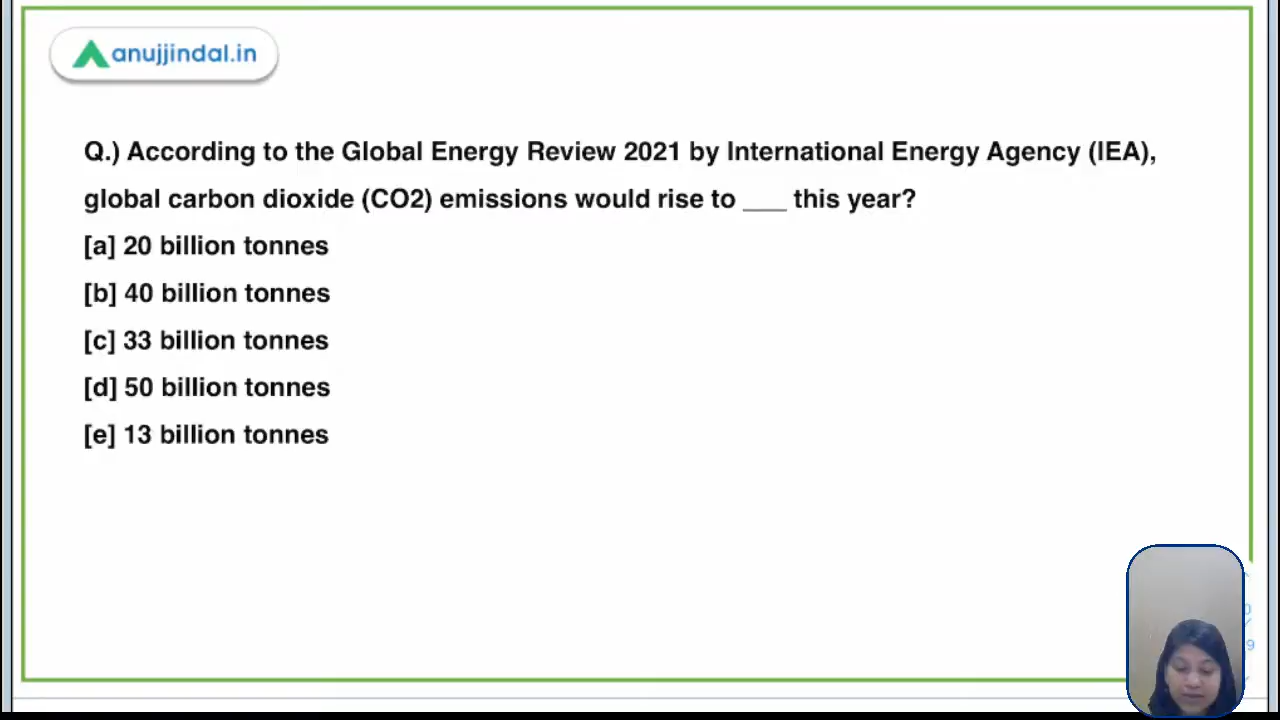 anujjindal.in
Q.) According to the Global Energy Review 2021 by International Energy Agency (IEA),
global carbon dioxide (CO2) emissions would rise to ___ this year?
[a] 20 billion tonnes
[b] 40 billion tonnes
[c] 33 billion tonnes
[d] 50 billion tonnes
[e] 13 billion tonnes